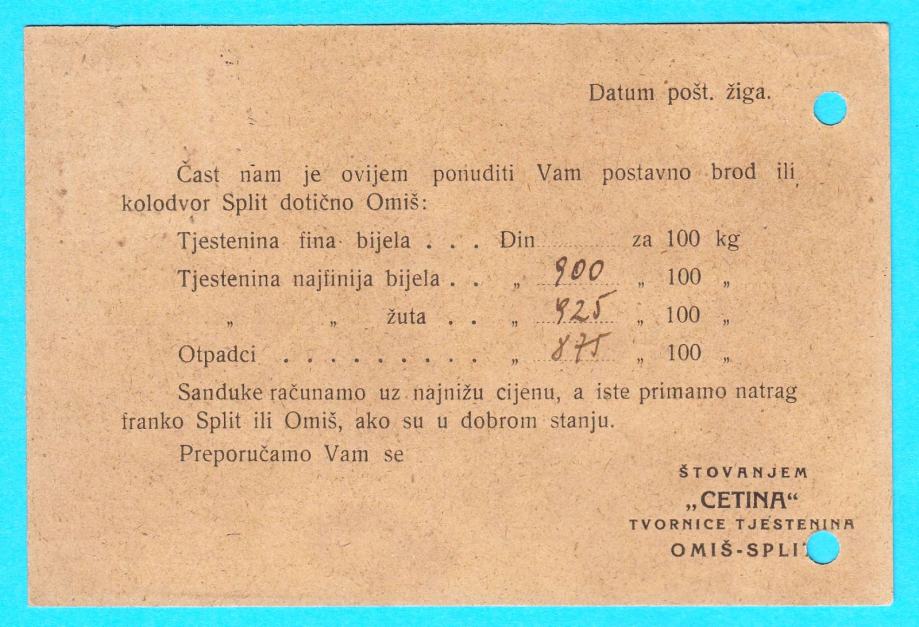 Datum pošt. žiga.
Čast nam je ovijem ponuditi Vam postavno brod ili
kolodvor Split dotično Omiš:
Tjestenina fina bijela . . . Din ............ za 100 kg
Tjestenina najfinija bijela . . „ 900 „ 100 „
„ „ žuta . . „ 925 „ 100 „
Otpadci . . . . . . . . . „ 875 „ 100 „
Sanduke računamo uz najnižu cijenu, a iste primamo natrag
franko Split ili Omiš, ako su u dobrom stanju.
Preporučamo Vam se
ŠTOVANJEM
„CETINA“
TVORNICE TJESTENINA
OMIŠ-SPLIT